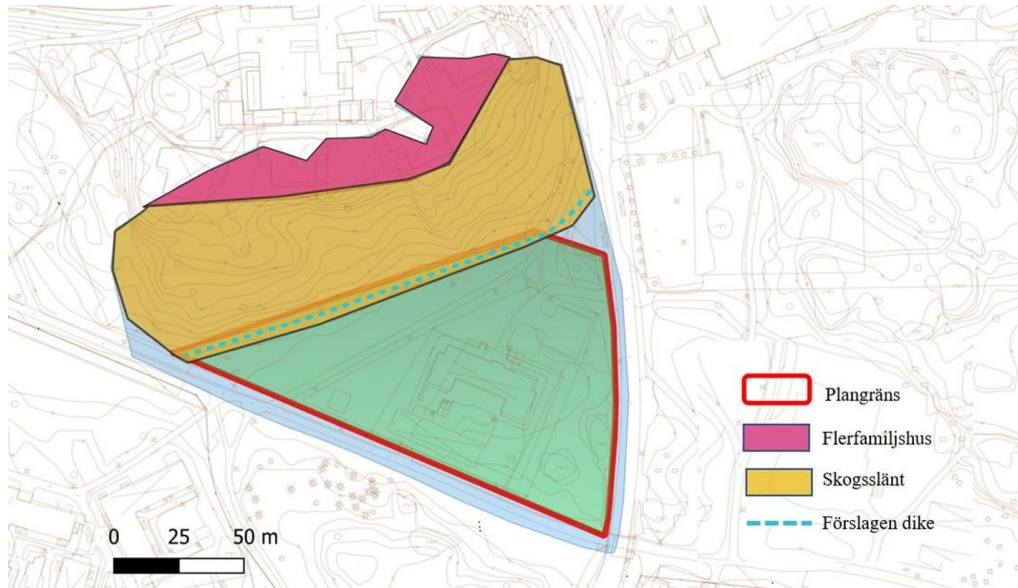 Plangräns
Flerfamiljshus
Skogsslänt
Förslagen dike
0 25 50 m